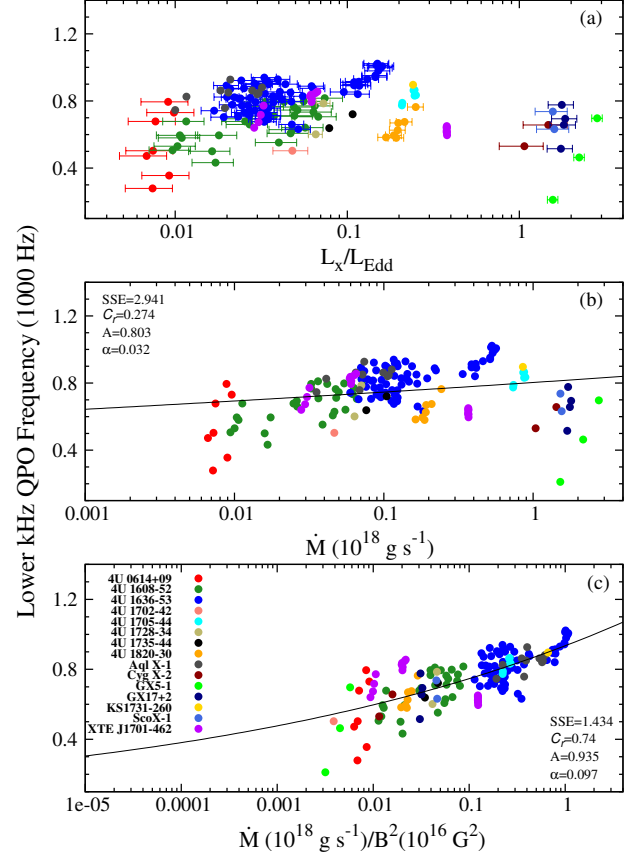 (a)
1.2
0.8
0.4
0.01
0.1
1
L_x/L_Edd
Lower kHz QPO Frequency (1000 Hz)
(b)
SSE=2.941
C_r=0.274
A=0.803
α=0.032
1.2
0.8
0.4
0.001
0.01
0.1
1
Ṁ (10^18 g s^-1)
(c)
4U 0614+09
4U 1608-52
4U 1636-53
4U 1702-42
4U 1705-44
4U 1728-34
4U 1735-44
4U 1820-30
Aql X-1
Cyg X-2
GX5-1
GX17+2
KS1731-260
ScoX-1
XTE J1701-462
SSE=1.434
C_r=0.74
A=0.935
α=0.097
1.2
0.8
0.4
1e-05
0.0001
0.001
0.01
0.1
1
Ṁ (10^18 g s^-1)/B^2(10^16 G^2)